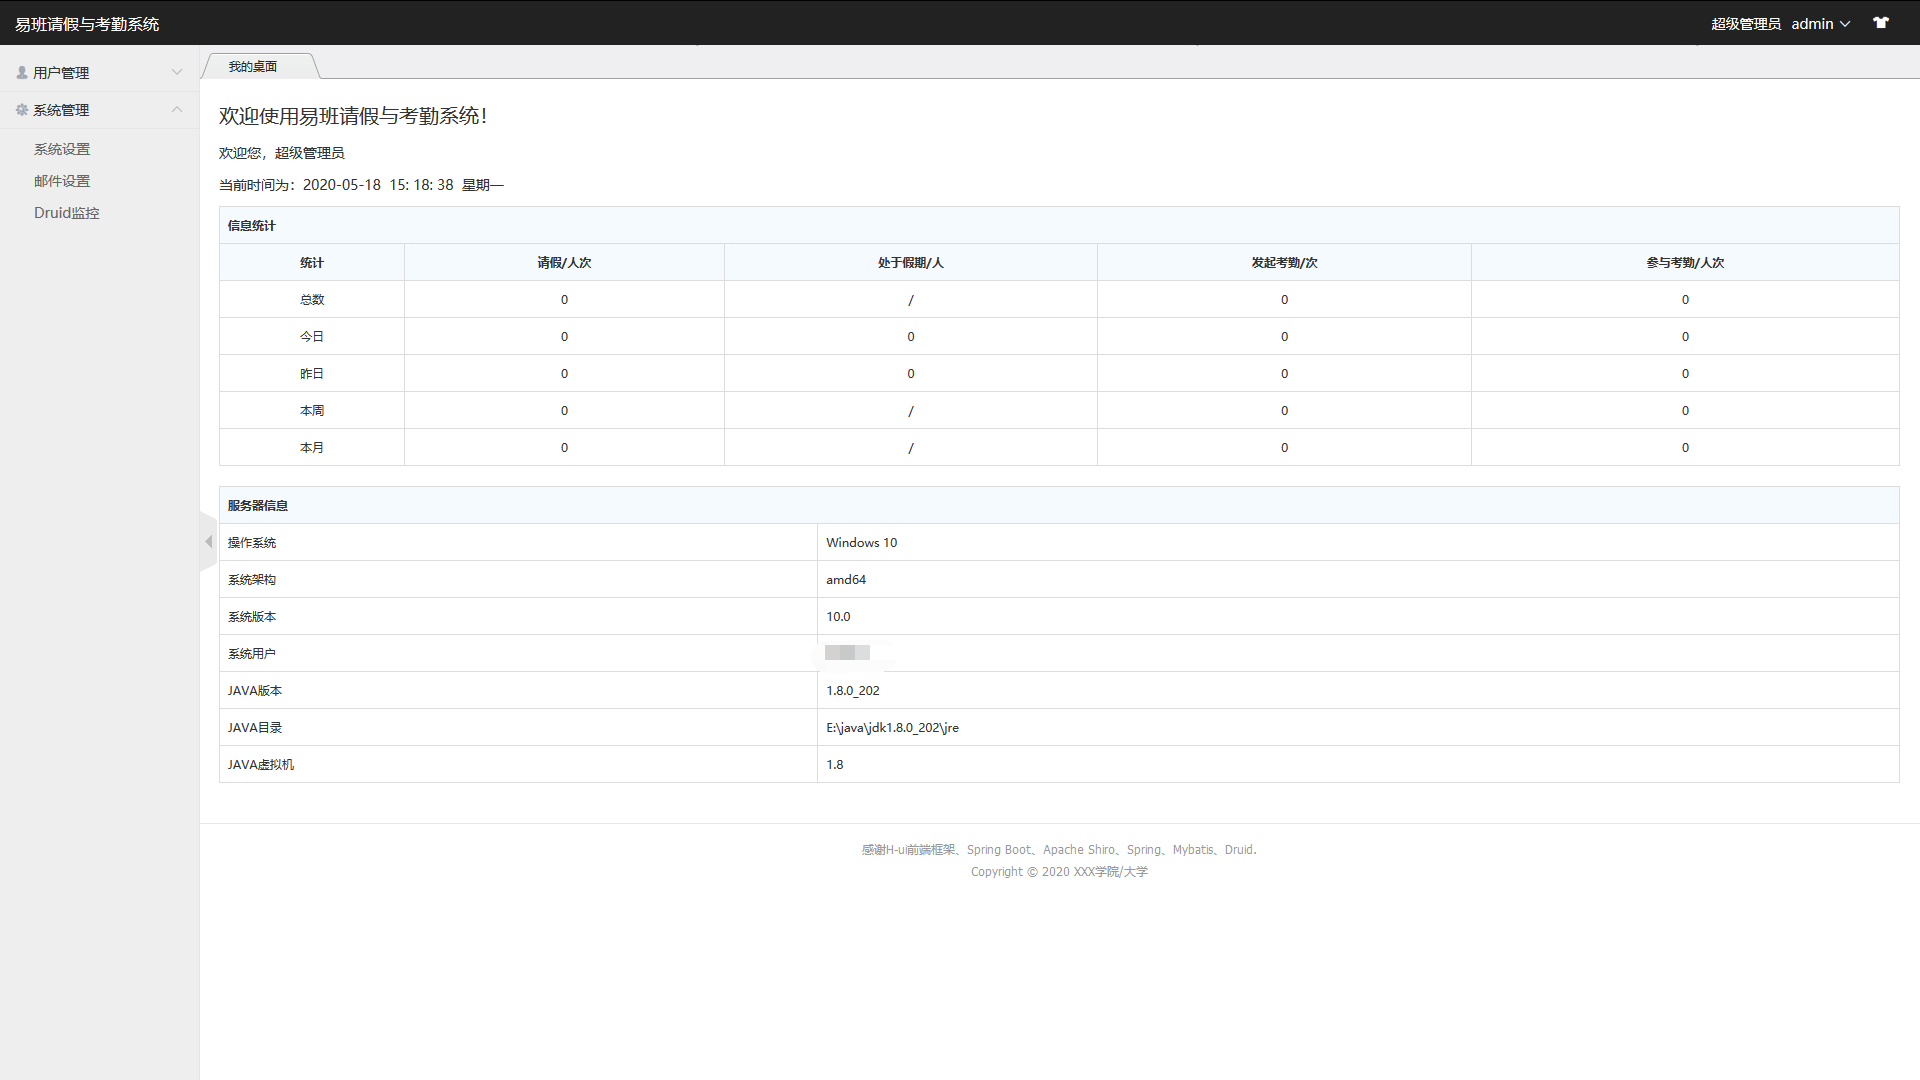 易班请假与考勤系统
超级管理员 admin
用户管理
系统管理
系统设置
邮件设置
Druid监控
我的桌面
欢迎使用易班请假与考勤系统！
欢迎您，超级管理员
当前时间为：2020-05-18 15: 18: 38 星期一
信息统计
统计 请假/人次 处于假期/人 发起考勤/次 参与考勤/人次
总数 0 / 0 0
今日 0 0 0 0
昨日 0 0 0 0
本周 0 / 0 0
本月 0 / 0 0
服务器信息
操作系统 Windows 10
系统架构 amd64
系统版本 10.0
系统用户
JAVA版本 1.8.0_202
JAVA目录 E:\java\jdk1.8.0_202\jre
JAVA虚拟机 1.8
感谢H-ui前端框架、Spring Boot、Apache Shiro、Spring、Mybatis、Druid.
Copyright © 2020 XXX学院/大学